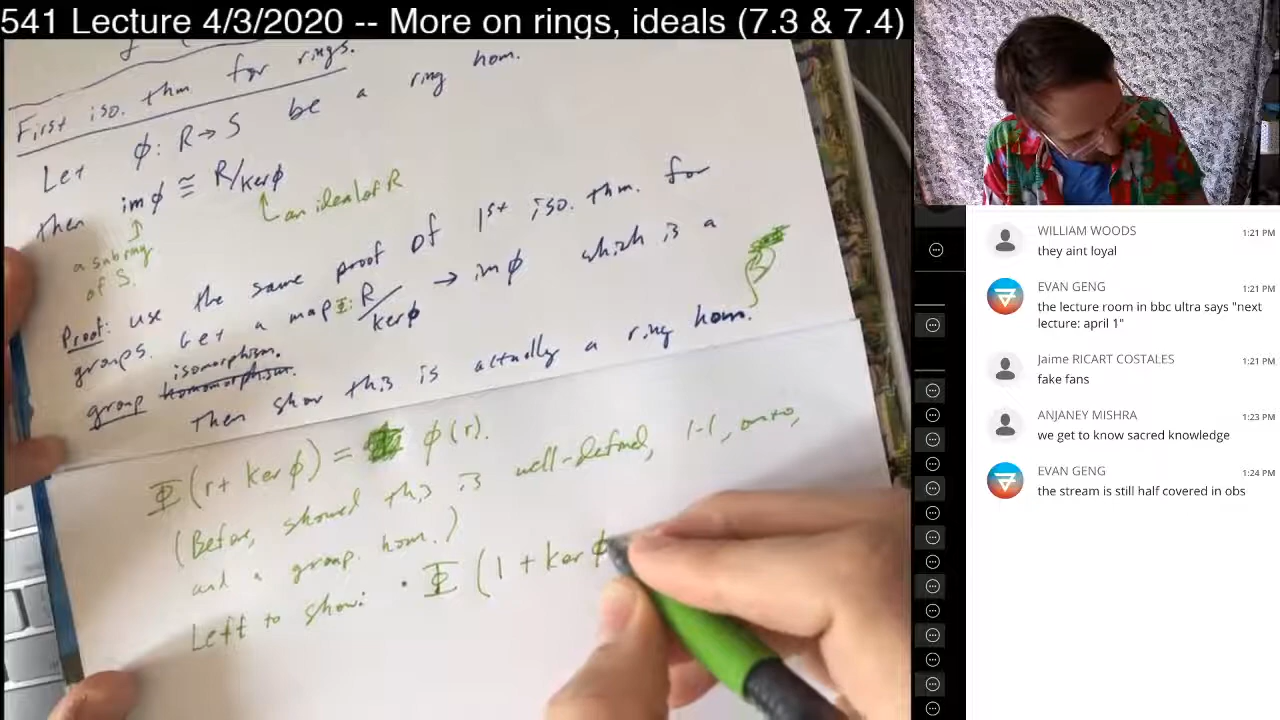 541 Lecture 4/3/2020 -- More on rings, ideals (7.3 & 7.4)
First iso. thm for rings.
Let φ: R→S be a ring hom.
then im φ ≅ R/ker φ
an ideal of R
a subring
of S.
Proof: Use the same proof of 1st iso. thm. for
groups. Get a map Φ: R/ker φ → im φ which is a
isomorphism.
group homomorphism.
Then show this is actually a ring hom.
Φ(r + ker φ) = φ(r).
(Before, showed this is well-defined, 1-1, onto,
and a group hom.)
Left to show: · Φ(1 + ker φ
WILLIAM WOODS 1:21 PM
they aint loyal
EVAN GENG 1:21 PM
the lecture room in bbc ultra says "next
lecture: april 1"
Jaime RICART COSTALES 1:21 PM
fake fans
ANJANEY MISHRA 1:23 PM
we get to know sacred knowledge
EVAN GENG 1:24 PM
the stream is still half covered in obs